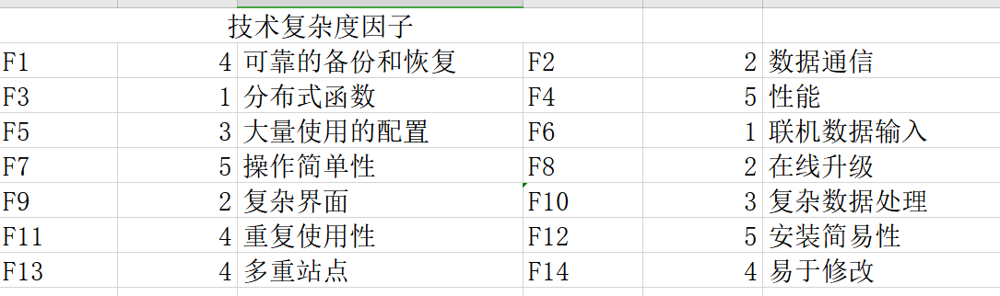 技术复杂度因子
F1 4 可靠的备份和恢复 F2 2 数据通信
F3 1 分布式函数 F4 5 性能
F5 3 大量使用的配置 F6 1 联机数据输入
F7 5 操作简单性 F8 2 在线升级
F9 2 复杂界面 F10 3 复杂数据处理
F11 4 重复使用性 F12 5 安装简易性
F13 4 多重站点 F14 4 易于修改